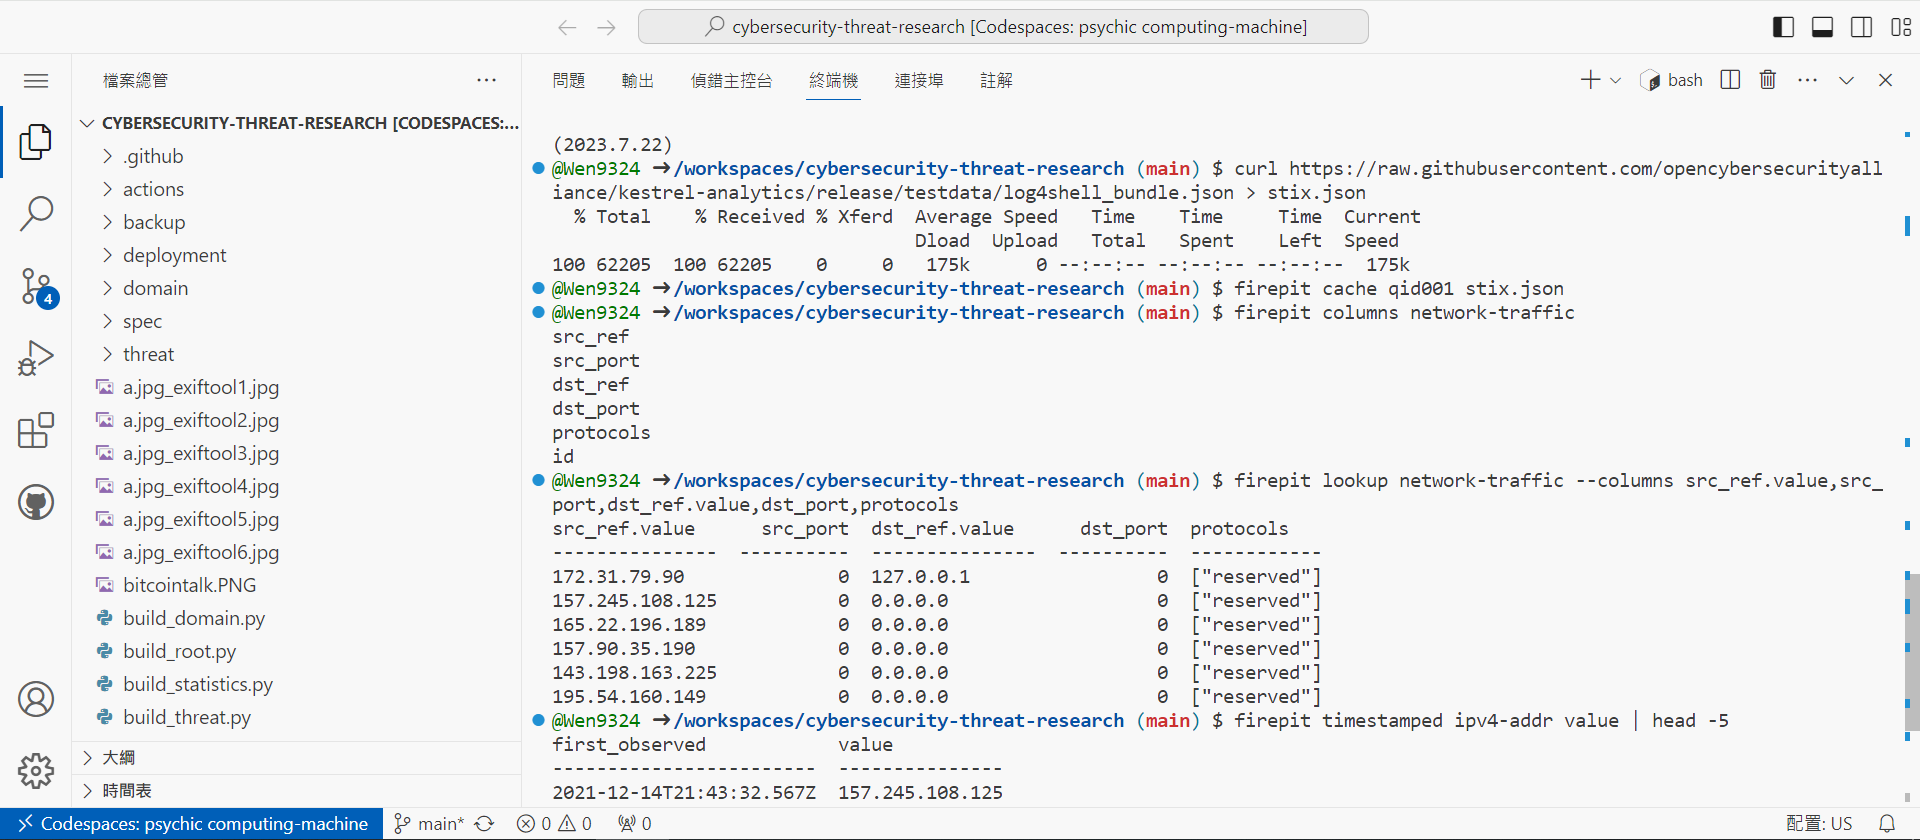 cybersecurity-threat-research [Codespaces: psychic computing-machine]
檔案總管
問題 輸出 偵錯主控台 終端機 連接埠 註解
bash
CYBERSECURITY-THREAT-RESEARCH [CODESPACES:...
.github
actions
backup
deployment
domain
spec
threat
a.jpg_exiftool1.jpg
a.jpg_exiftool2.jpg
a.jpg_exiftool3.jpg
a.jpg_exiftool4.jpg
a.jpg_exiftool5.jpg
a.jpg_exiftool6.jpg
bitcointalk.PNG
build_domain.py
build_root.py
build_statistics.py
build_threat.py
大綱
時間表
4
(2023.7.22)
@Wen9324 ➜/workspaces/cybersecurity-threat-research (main) $ curl https://raw.githubusercontent.com/opencybersecurityall
iance/kestrel-analytics/release/testdata/log4shell_bundle.json > stix.json
  % Total    % Received % Xferd  Average Speed   Time    Time     Time  Current
                                 Dload  Upload   Total   Spent    Left  Speed
100 62205  100 62205    0     0   175k      0 --:--:-- --:--:-- --:--:--  175k
@Wen9324 ➜/workspaces/cybersecurity-threat-research (main) $ firepit cache qid001 stix.json
@Wen9324 ➜/workspaces/cybersecurity-threat-research (main) $ firepit columns network-traffic
src_ref
src_port
dst_ref
dst_port
protocols
id
@Wen9324 ➜/workspaces/cybersecurity-threat-research (main) $ firepit lookup network-traffic --columns src_ref.value,src_
port,dst_ref.value,dst_port,protocols
src_ref.value      src_port  dst_ref.value      dst_port  protocols
---------------  ----------  ---------------  ----------  ------------
172.31.79.90              0  127.0.0.1                 0  ["reserved"]
157.245.108.125           0  0.0.0.0                   0  ["reserved"]
165.22.196.189            0  0.0.0.0                   0  ["reserved"]
157.90.35.190             0  0.0.0.0                   0  ["reserved"]
143.198.163.225           0  0.0.0.0                   0  ["reserved"]
195.54.160.149            0  0.0.0.0                   0  ["reserved"]
@Wen9324 ➜/workspaces/cybersecurity-threat-research (main) $ firepit timestamped ipv4-addr value | head -5
first_observed            value
------------------------  ---------------
2021-12-14T21:43:32.567Z  157.245.108.125
Codespaces: psychic computing-machine main* 0 0 0 配置: US